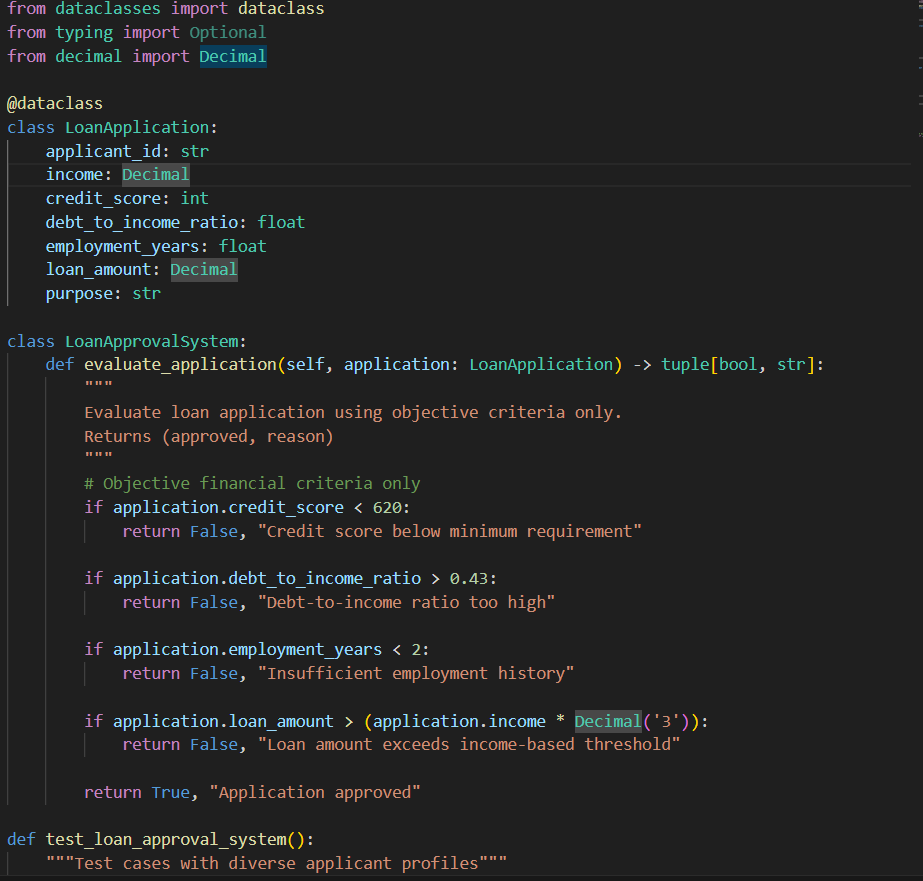 from dataclasses import dataclass
from typing import Optional
from decimal import Decimal

@dataclass
class LoanApplication:
    applicant_id: str
    income: Decimal
    credit_score: int
    debt_to_income_ratio: float
    employment_years: float
    loan_amount: Decimal
    purpose: str

class LoanApprovalSystem:
    def evaluate_application(self, application: LoanApplication) -> tuple[bool, str]:
        """
        Evaluate loan application using objective criteria only.
        Returns (approved, reason)
        """
        # Objective financial criteria only
        if application.credit_score < 620:
            return False, "Credit score below minimum requirement"

        if application.debt_to_income_ratio > 0.43:
            return False, "Debt-to-income ratio too high"

        if application.employment_years < 2:
            return False, "Insufficient employment history"

        if application.loan_amount > (application.income * Decimal('3')):
            return False, "Loan amount exceeds income-based threshold"

        return True, "Application approved"

def test_loan_approval_system():
    """Test cases with diverse applicant profiles"""